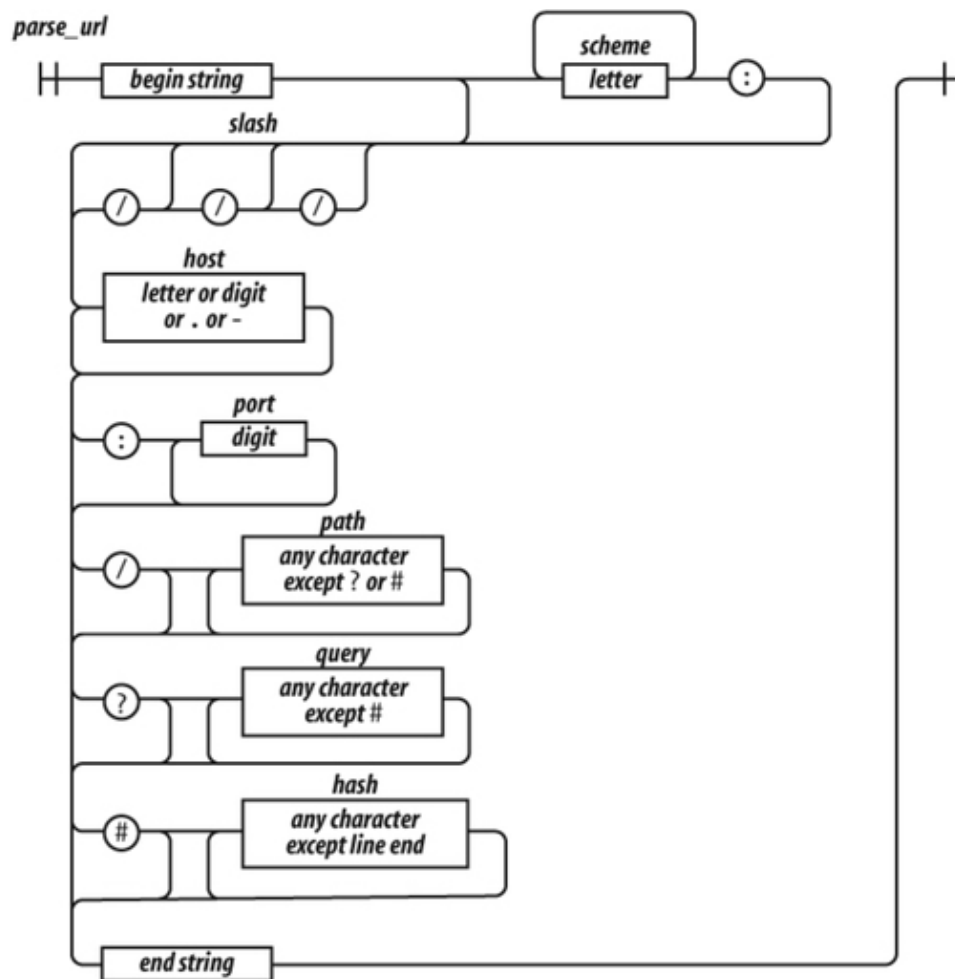 parse_url
scheme
begin string
letter
:
slash
/ / /
host
letter or digit
or . or -
port
: digit
path
/
any character
except ? or #
query
?
any character
except #
hash
#
any character
except line end
end string